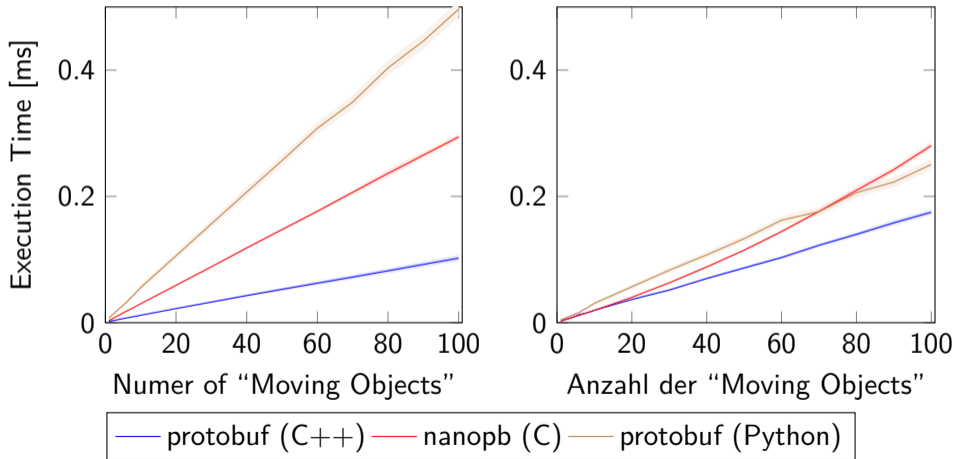 Execution Time [ms]
0.4
0.2
0
0 20 40 60 80 100
Numer of “Moving Objects”
0.4
0.2
0
0 20 40 60 80 100
Anzahl der “Moving Objects”
protobuf (C++) nanopb (C) protobuf (Python)